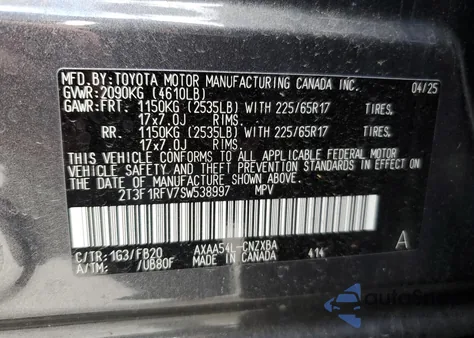 MFD.BY:TOYOTA MOTOR MANUFACTURING CANADA INC. 04/25
GVWR:2090KG (4610LB)
GAWR:FRT. 1150KG (2535LB) WITH 225/65R17 TIRES,
17x7.0J RIMS,
RR. 1150KG (2535LB) WITH 225/65R17 TIRES,
17x7.0J RIMS,
THIS VEHICLE CONFORMS TO ALL APPLICABLE FEDERAL MOTOR
VEHICLE SAFETY AND THEFT PREVENTION STANDARDS IN EFFECT ON
THE DATE OF MANUFACTURE SHOWN ABOVE.
2T3F1RFV7SW538997 MPV
C/TR:1G3/FB20 AXAA54L-CNZXBA A
A/TM: /UB80F MADE IN CANADA 414